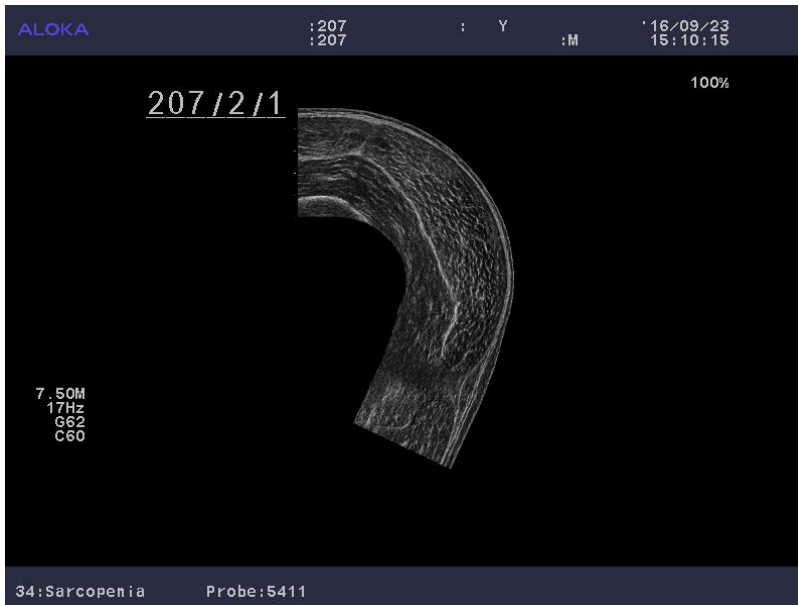 ALOKA
:207 : Y '16/09/23
:207 :M 15:10:15
100%
207/2/1
7.50M
17Hz
G62
C60
34:Sarcopenia Probe:5411